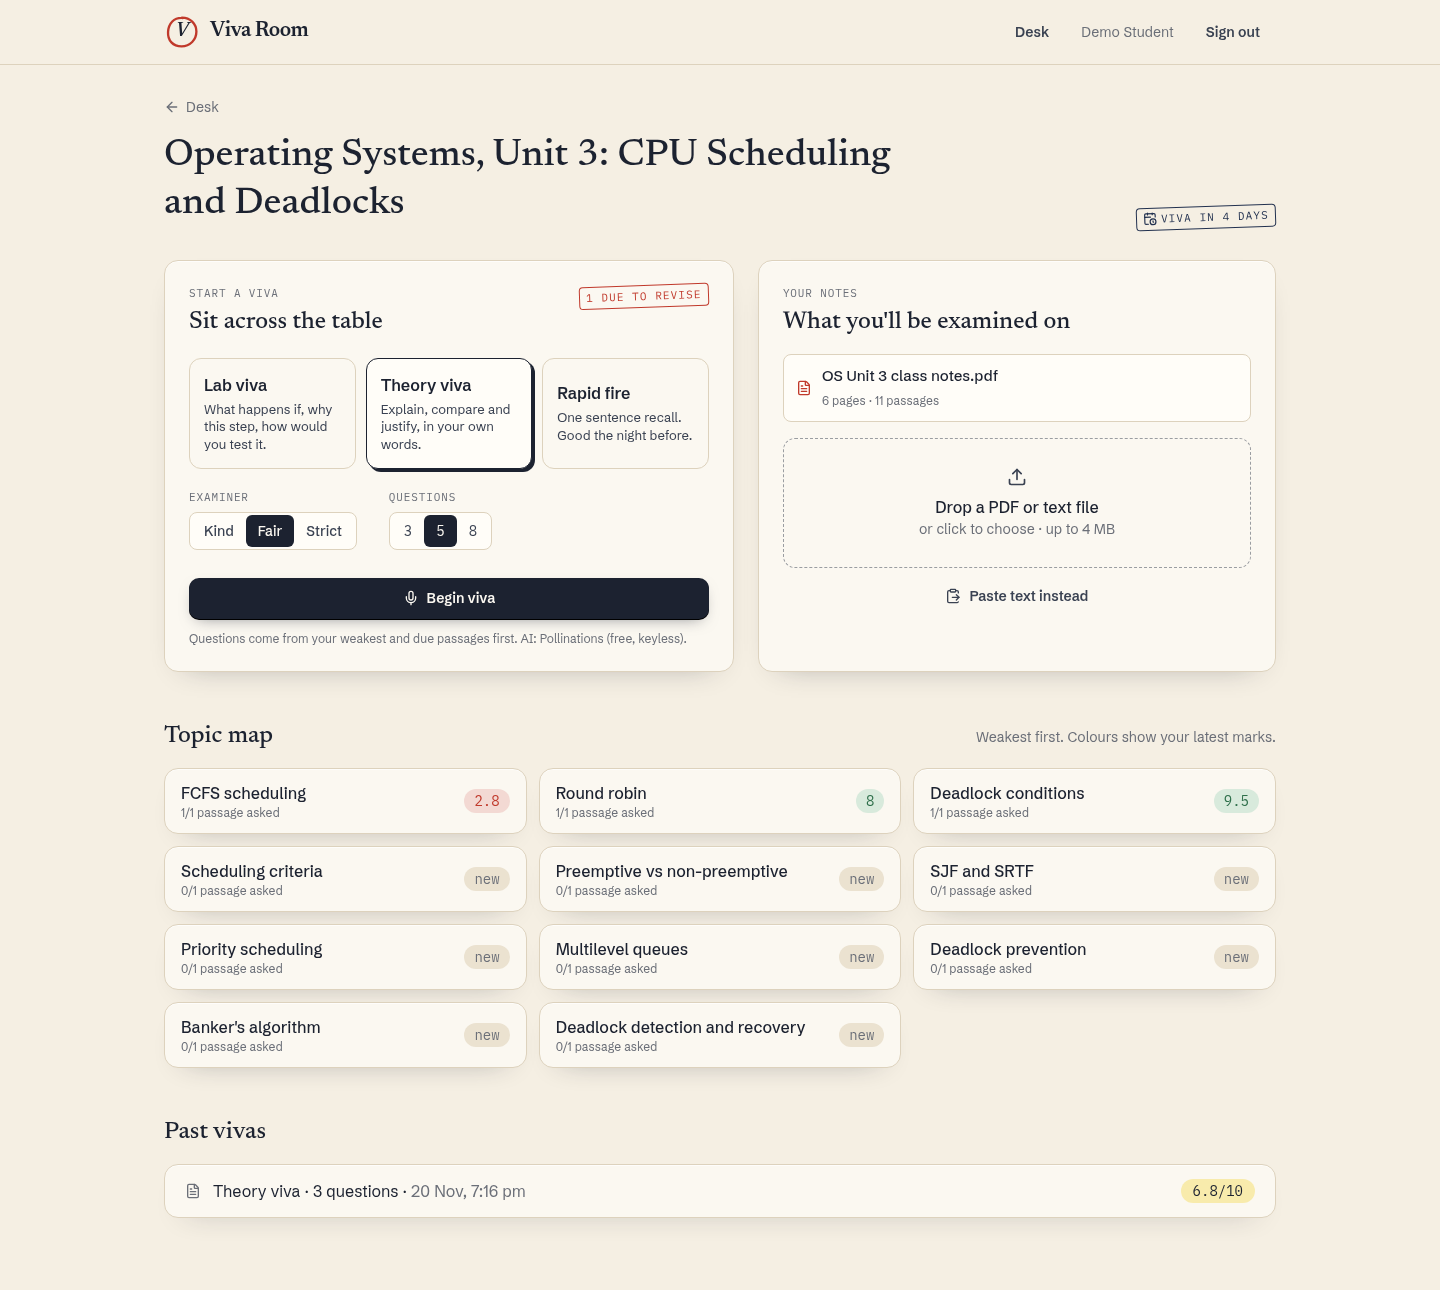 V Viva Room
Desk
Demo Student
Sign out
Desk
Operating Systems, Unit 3: CPU Scheduling
and Deadlocks
VIVA IN 4 DAYS
START A VIVA
1 DUE TO REVISE
Sit across the table
Lab viva
What happens if, why
this step, how would
you test it.
Theory viva
Explain, compare and
justify, in your own
words.
Rapid fire
One sentence recall.
Good the night before.
EXAMINER
Kind Fair Strict
QUESTIONS
3 5 8
Begin viva
Questions come from your weakest and due passages first. AI: Pollinations (free, keyless).
YOUR NOTES
What you'll be examined on
OS Unit 3 class notes.pdf
6 pages · 11 passages
Drop a PDF or text file
or click to choose · up to 4 MB
Paste text instead
Topic map
Weakest first. Colours show your latest marks.
FCFS scheduling
1/1 passage asked
2.8
Round robin
1/1 passage asked
8
Deadlock conditions
1/1 passage asked
9.5
Scheduling criteria
0/1 passage asked
new
Preemptive vs non-preemptive
0/1 passage asked
new
SJF and SRTF
0/1 passage asked
new
Priority scheduling
0/1 passage asked
new
Multilevel queues
0/1 passage asked
new
Deadlock prevention
0/1 passage asked
new
Banker's algorithm
0/1 passage asked
new
Deadlock detection and recovery
0/1 passage asked
new
Past vivas
Theory viva · 3 questions · 20 Nov, 7:16 pm
6.8/10